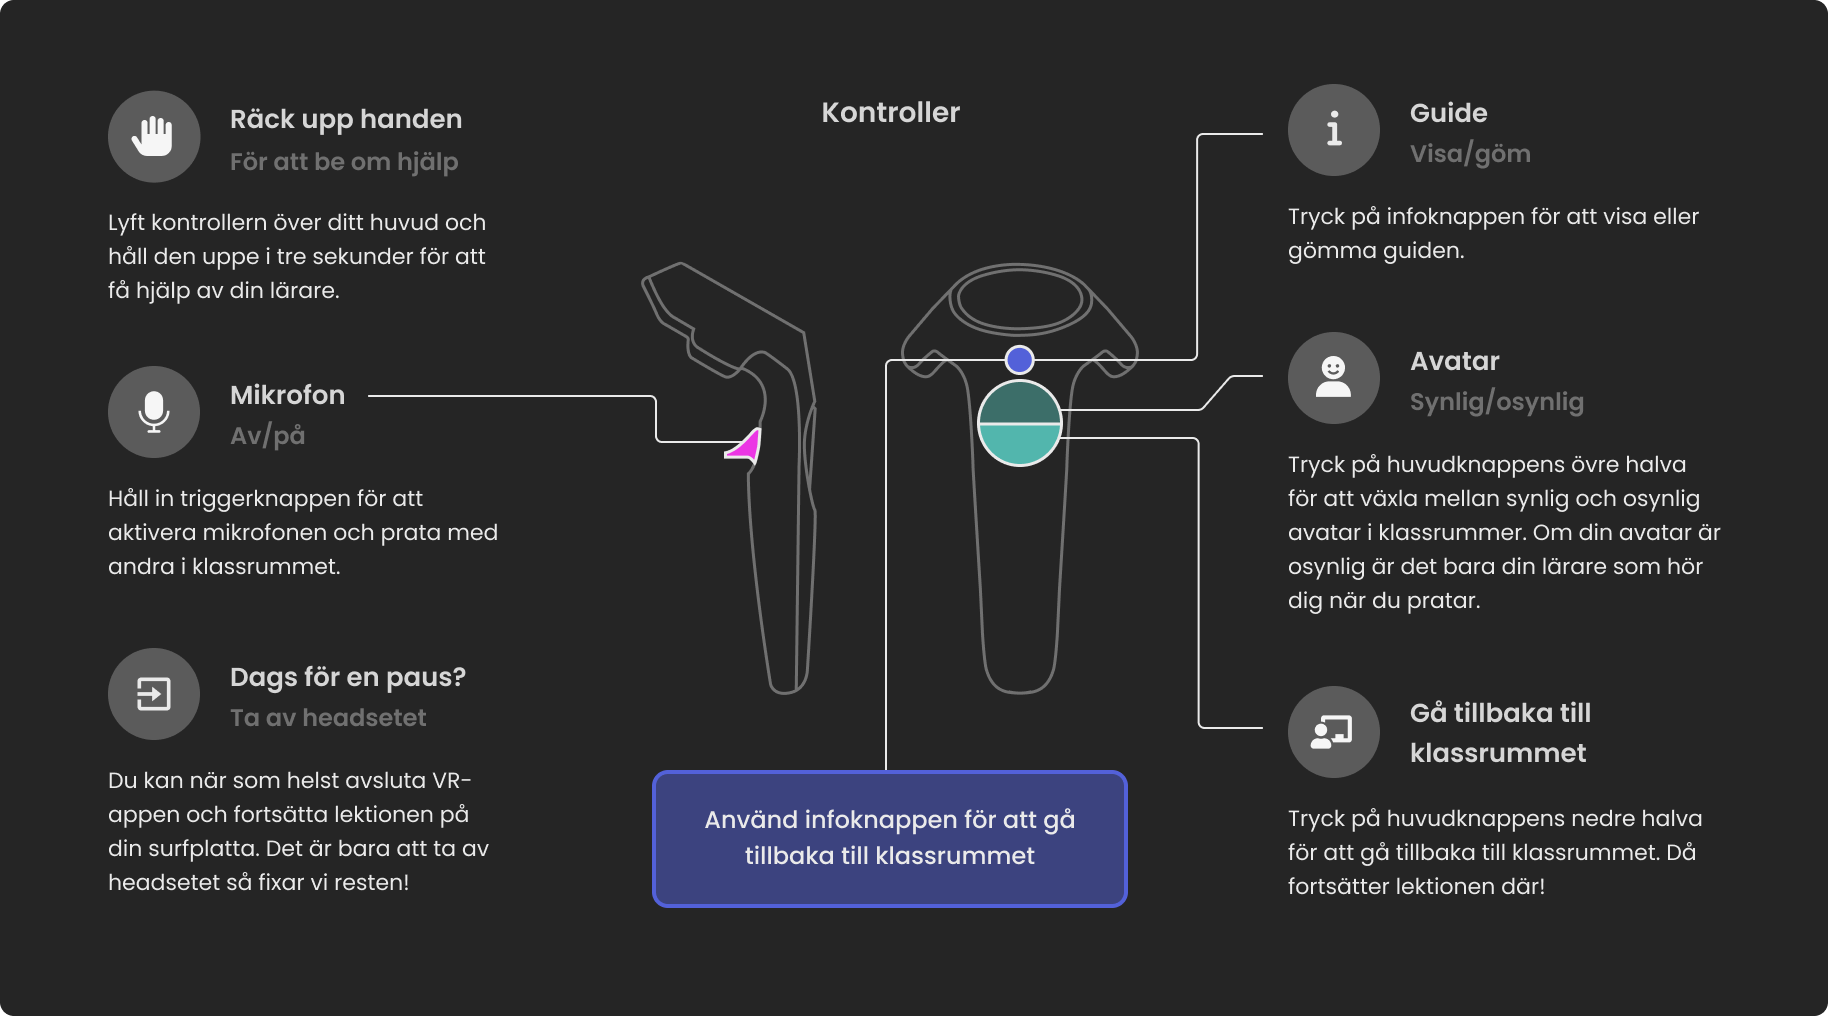 Räck upp handen
För att be om hjälp
Lyft kontrollern över ditt huvud och
håll den uppe i tre sekunder för att
få hjälp av din lärare.
Mikrofon
Av/på
Håll in triggerknappen för att
aktivera mikrofonen och prata med
andra i klassrummet.
Dags för en paus?
Ta av headsetet
Du kan när som helst avsluta VR-
appen och fortsätta lektionen på
din surfplatta. Det är bara att ta av
headsetet så fixar vi resten!
Kontroller
Använd infoknappen för att gå
tillbaka till klassrummet
Guide
Visa/göm
Tryck på infoknappen för att visa eller
gömma guiden.
Avatar
Synlig/osynlig
Tryck på huvudknappens övre halva
för att växla mellan synlig och osynlig
avatar i klassrummer. Om din avatar är
osynlig är det bara din lärare som hör
dig när du pratar.
Gå tillbaka till
klassrummet
Tryck på huvudknappens nedre halva
för att gå tillbaka till klassrummet. Då
fortsätter lektionen där!